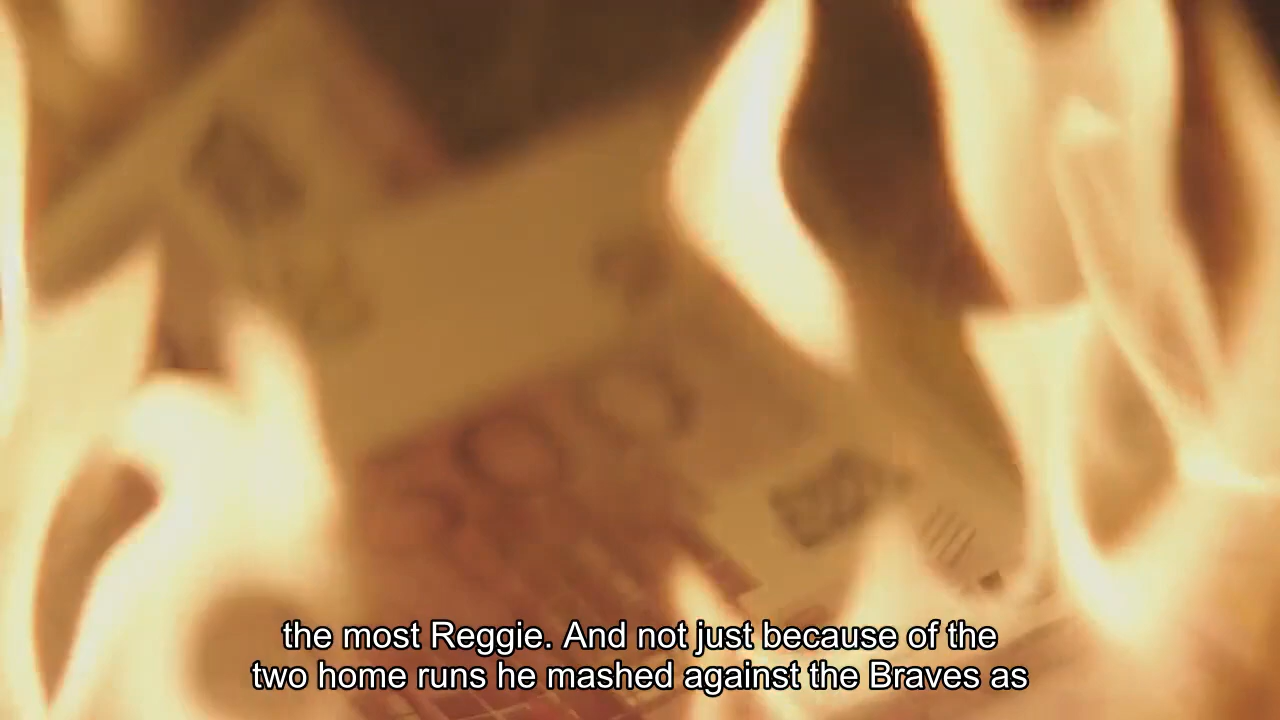 the most Reggie. And not just because of the
two home runs he mashed against the Braves as